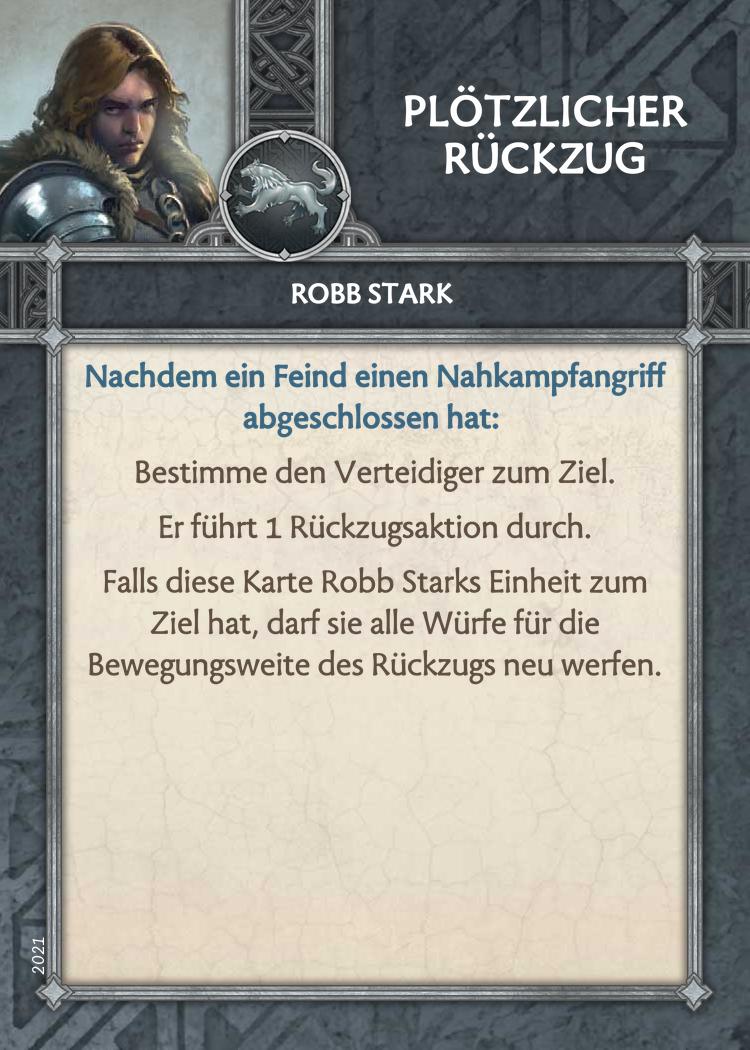 PLÖTZLICHER
RÜCKZUG
ROBB STARK
Nachdem ein Feind einen Nahkampfangriff
abgeschlossen hat:
Bestimme den Verteidiger zum Ziel.
Er führt 1 Rückzugsaktion durch.
Falls diese Karte Robb Starks Einheit zum
Ziel hat, darf sie alle Würfe für die
Bewegungsweite des Rückzugs neu werfen.
2021